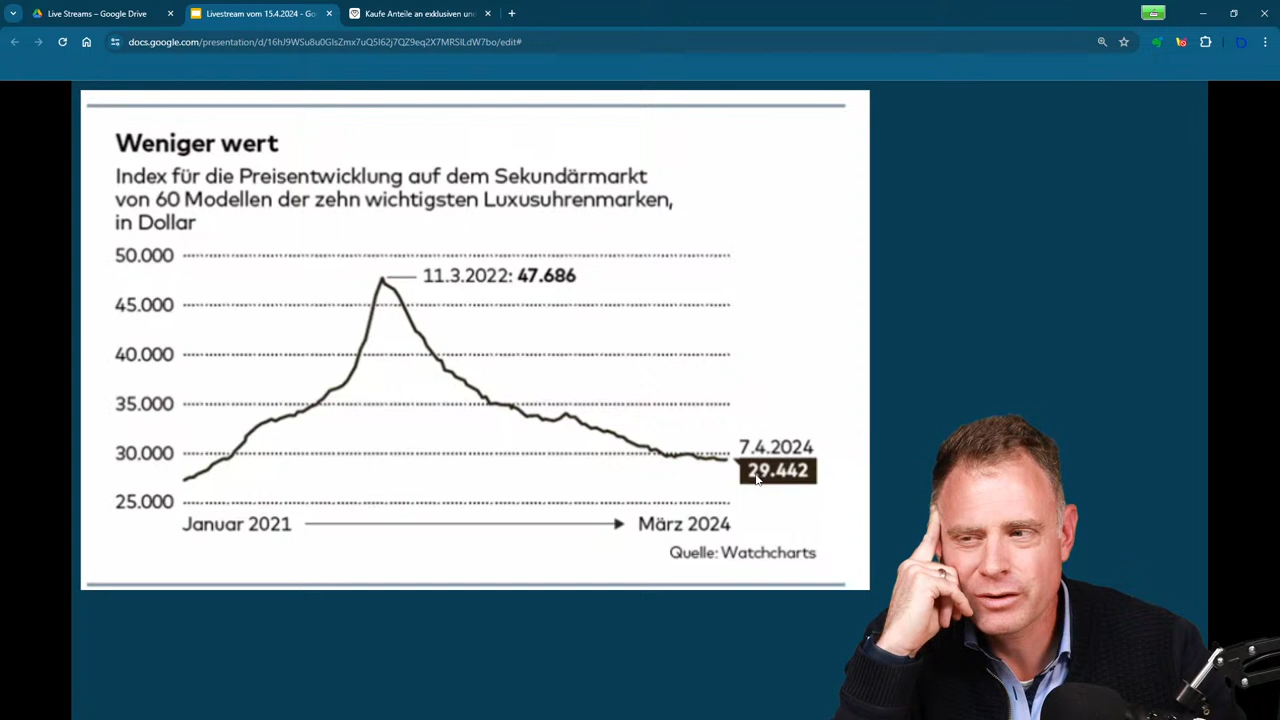 Live Streams – Google Drive
Livestream vom 15.4.2024 - Go
Kaufe Anteile an exklusiven und
docs.google.com/presentation/d/16hJ9WSu8u0GIsZmx7uQ5I62j7QZ9eq2X7MRSILdW7bo/edit#
Weniger wert
Index für die Preisentwicklung auf dem Sekundärmarkt
von 60 Modellen der zehn wichtigsten Luxusuhrenmarken,
in Dollar
50.000
11.3.2022: 47.686
45.000
40.000
35.000
30.000
7.4.2024
29.442
25.000
Januar 2021
März 2024
Quelle: Watchcharts